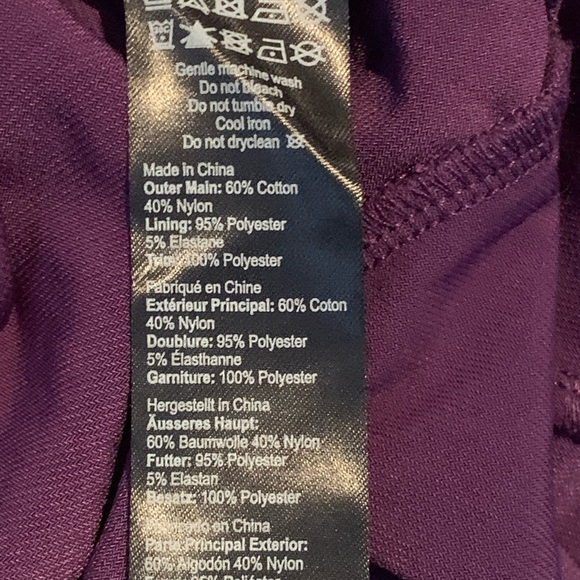 Gentle machine wash
Do not bleach
Do not tumble dry
Cool iron
Do not dryclean
Made in China
Outer Main: 60% Cotton
40% Nylon
Lining: 95% Polyester
5% Elastane
Trim: 100% Polyester
Fabriqué en Chine
Extérieur Principal: 60% Coton
40% Nylon
Doublure: 95% Polyester
5% Élasthanne
Garniture: 100% Polyester
Hergestellt in China
Äusseres Haupt:
60% Baumwolle 40% Nylon
Futter: 95% Polyester
5% Elastan
Besatz: 100% Polyester
en China
Parte Principal Exterior:
60% Algodón 40% Nylon
95% Poliéster